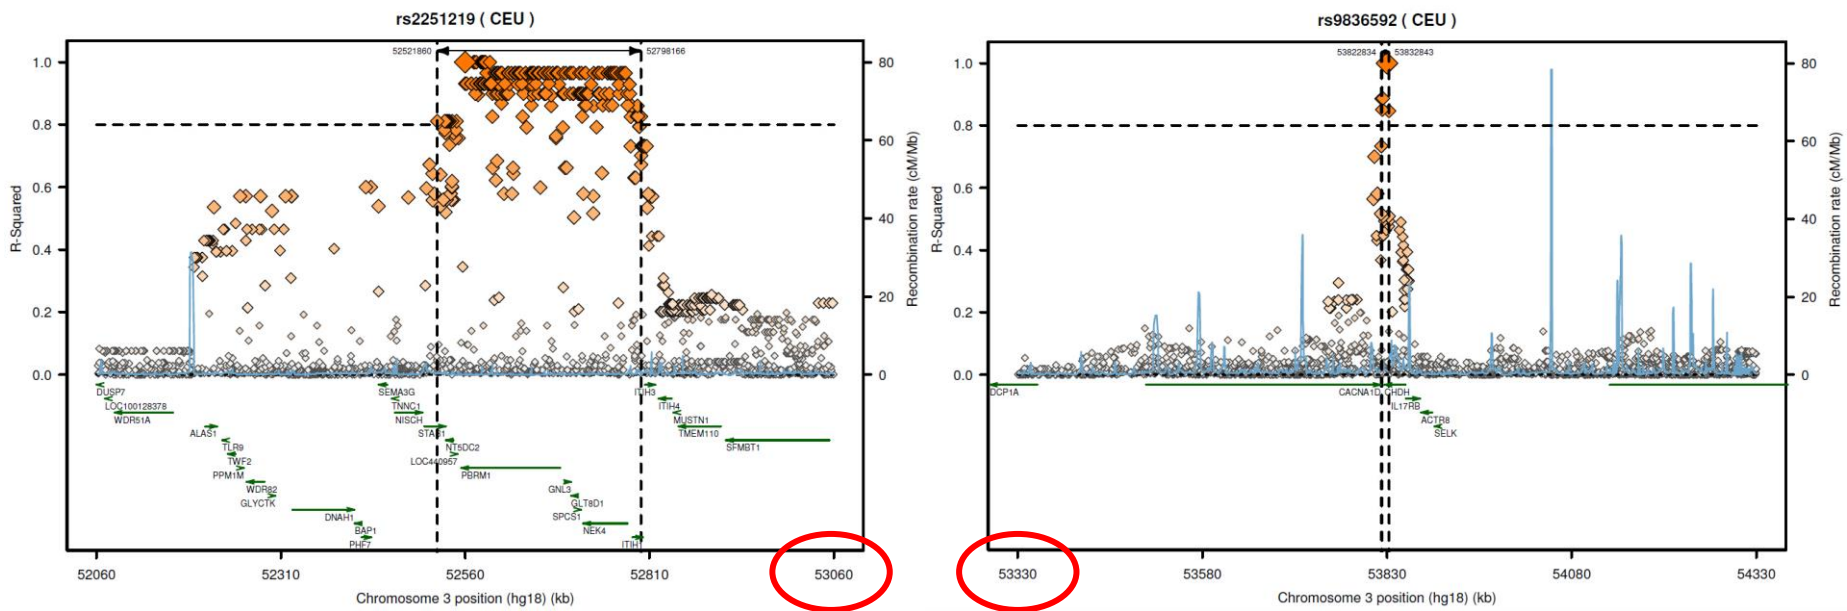 rs2251219 ( CEU )
52521860
52798166
1.0
0.8
0.6
0.4
0.2
0.0
R-Squared
80
60
40
20
0
Recombination rate (cM/Mb)
DUSP7
LOC100128378
WDR51A
ALAS1
TLR9
TWF2
PPM1M
WDR82
GLYCTK
DNAH1
BAP1
PHF7
SEMA3G
TNNC1
NISCH
STAB1
NT5DC2
LOC440957
PBRM1
GNL3
GLT8D1
SPCS1
NEK4
ITIH1
ITIH3
ITIH4
MUSTN1
TMEM110
SFMBT1
52060
52310
52560
52810
53060
Chromosome 3 position (hg18) (kb)
rs9836592 ( CEU )
53822834
53832843
1.0
0.8
0.6
0.4
0.2
0.0
R-Squared
80
60
40
20
0
Recombination rate (cM/Mb)
DCP1A
CACNA1D
CHDH
IL17RB
ACTR8
SELK
53330
53580
53830
54080
54330
Chromosome 3 position (hg18) (kb)